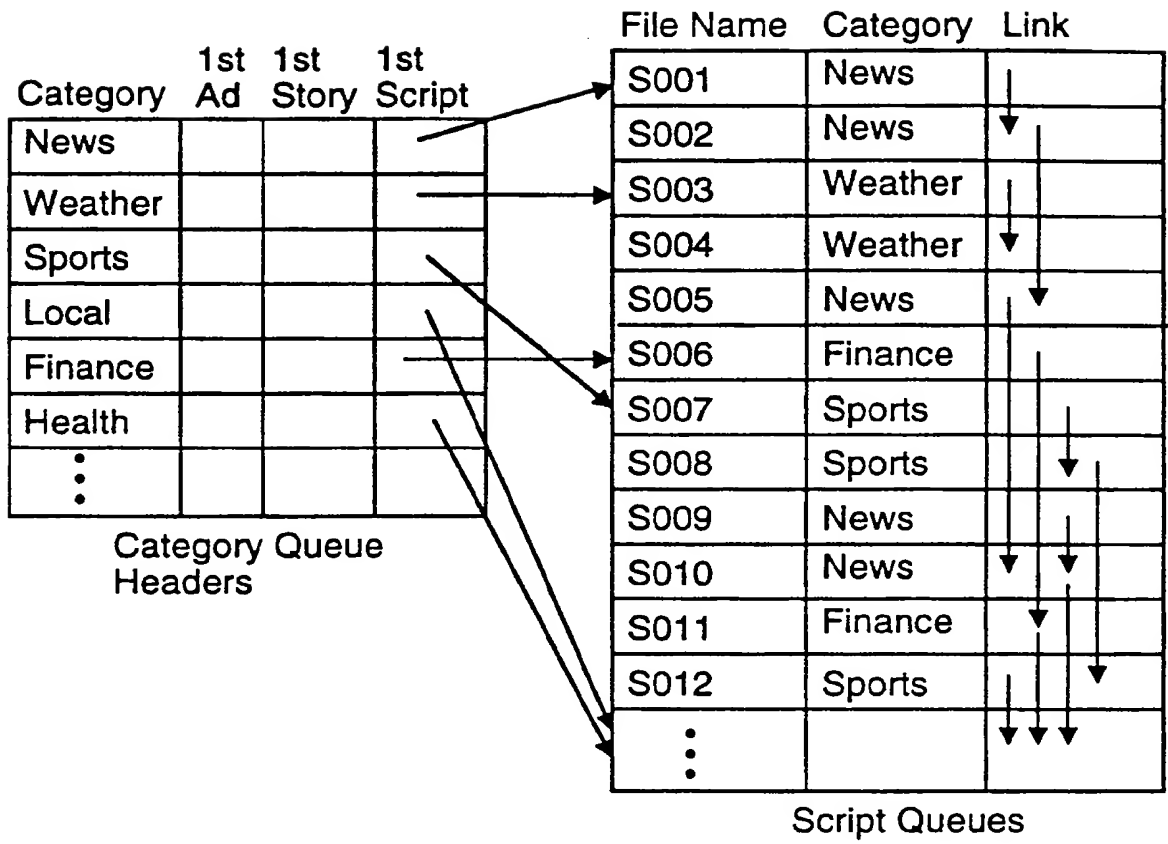 Category 1st Ad 1st Story 1st Script
News
Weather
Sports
Local
Finance
Health
Category Queue
Headers
File Name Category Link
S001 News
S002 News
S003 Weather
S004 Weather
S005 News
S006 Finance
S007 Sports
S008 Sports
S009 News
S010 News
S011 Finance
S012 Sports
Script Queues